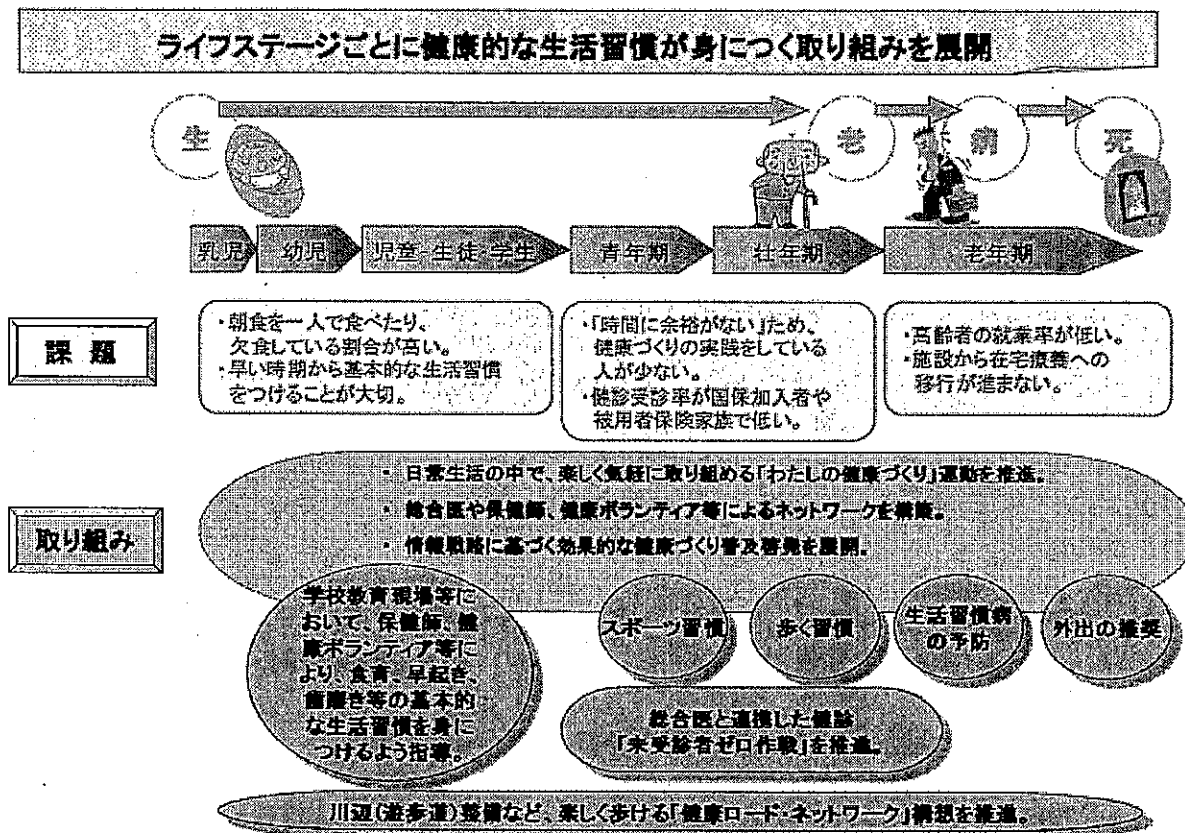 ライフステージごとに健康的な生活習慣が身につく取り組みを展開
生
老
病
死
乳児
幼児
児童・生徒・学生
青年期
壮年期
老年期
課題
・朝食を一人で食べたり、
欠食している割合が高い。
・早い時期から基本的な生活習慣
をつけることが大切。
・「時間に余裕がない」ため、
健康づくりの実践をしている
人が少ない。
・健診受診率が国保加入者や
被用者保険家族で低い。
・高齢者の就業率が低い。
・施設から在宅療養への
移行が進まない。
取り組み
・ 日常生活の中で、楽しく気軽に取り組める「わたしの健康づくり」運動を推進。
・ 総合医や保健師、健康ボランティア等によるネットワークを構築。
・ 情報戦略に基づく効果的な健康づくり普及啓発を展開。
学校教育現場等に
おいて、保健師、健
康ボランティア等に
より、食育、早起き、
歯磨き等の基本的
な生活習慣を身に
つけるよう指導。
スポーツ習慣
歩く習慣
生活習慣病
の予防
外出の推奨
総合医と連携した健診
「未受診者ゼロ作戦」を推進。
川辺(遊歩道)整備など、楽しく歩ける「健康ロード・ネットワーク」構想を推進。